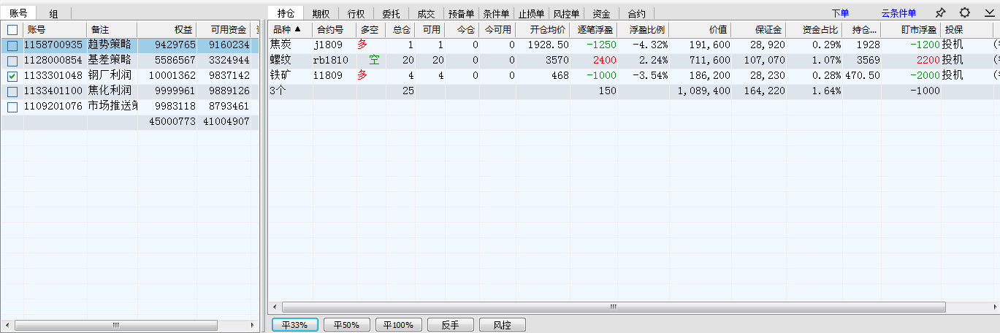 账号 组
账号 备注 权益 可用资金
1158700935 趋势策略 9429765 9160234
1128000854 基差策略 5586567 3324944
1133301048 钢厂利润 10001362 9837142
1133401100 焦化利润 9999961 9889126
1109201076 市场推送策 9983118 8793461
45000773 41004907
持仓 期权 行权 委托 成交 预备单 条件单 止损单 风控单 资金 合约 下单 云条件单
品种▲ 合约号 多空 总仓 可用 今仓 今可用 开仓均价 逐笔浮盈 浮盈比例 价值 保证金 资金占比 持仓... 盯市浮盈 投保
焦炭 j1809 多 1 1 0 0 1928.50 -1250 -4.32% 191,600 28,920 0.29% 1928 -1200 投机
螺纹 rb1810 空 20 20 0 0 3570 2400 2.24% 711,600 107,070 1.07% 3569 2200 投机
铁矿 i1809 多 4 4 0 0 468 -1000 -3.54% 186,200 28,230 0.28% 470.50 -2000 投机
3个 25 150 1,089,400 164,220 1.64% -1000
平33% 平50% 平100% 反手 风控